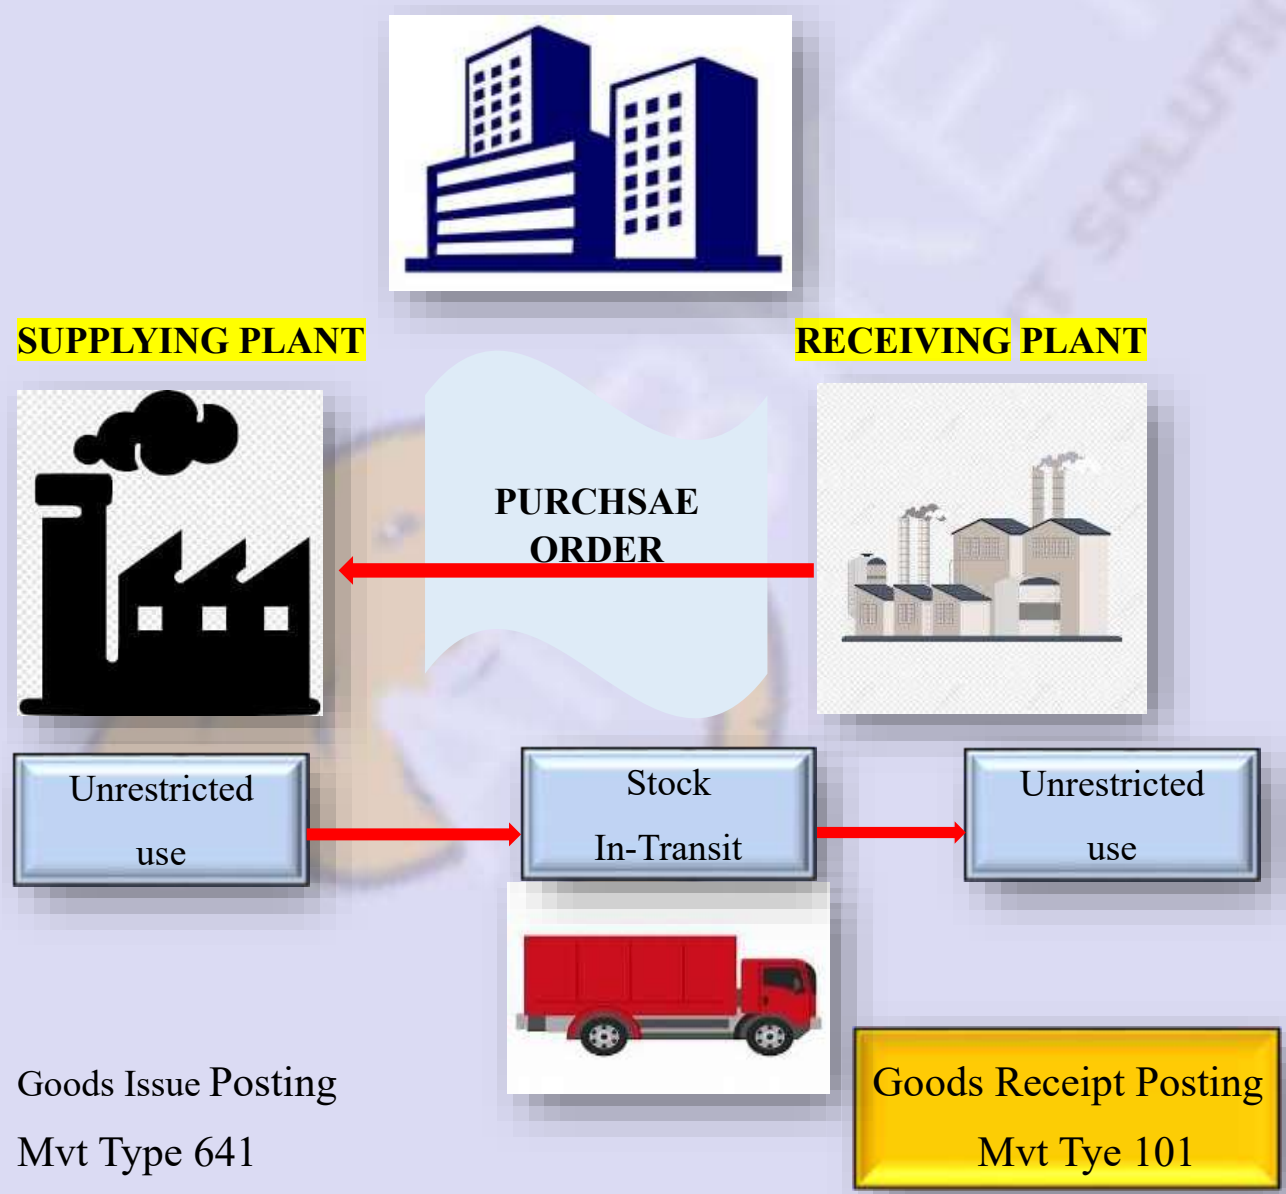 SUPPLYING PLANT
RECEIVING PLANT
PURCHSAE
ORDER
Unrestricted
use
Stock
In-Transit
Unrestricted
use
Goods Issue Posting
Mvt Type 641
Goods Receipt Posting
Mvt Tye 101